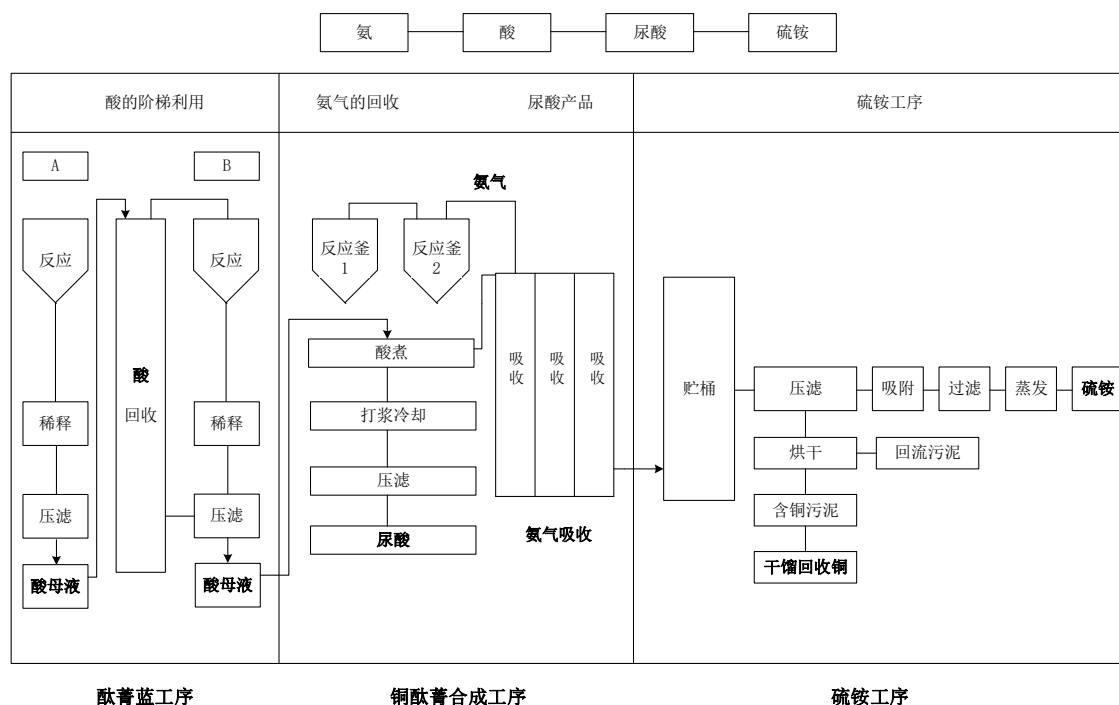 氨
酸
尿酸
硫铵
酸的阶梯利用
氨气的回收
尿酸产品
硫铵工序
A
B
氨气
反应
反应
反应釜
1
反应釜
2
酸
回收
酸煮
吸收
吸收
吸收
贮桶
压滤
吸附
过滤
蒸发
硫铵
稀释
稀释
打浆冷却
烘干
回流污泥
压滤
压滤
压滤
含铜污泥
尿酸
氨气吸收
干馏回收铜
酸母液
酸母液
酞菁蓝工序
铜酞菁合成工序
硫铵工序